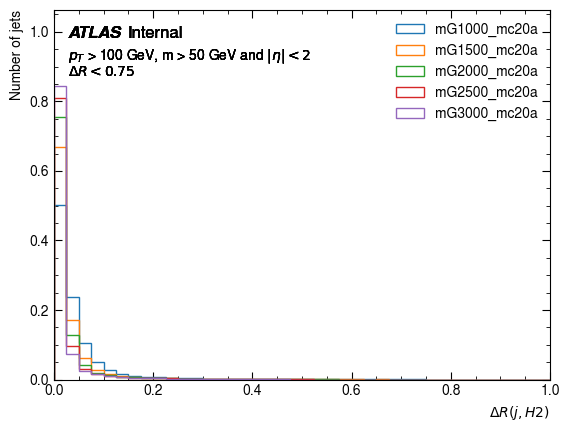 ATLAS Internal
p_T > 100 GeV, m > 50 GeV and |η| < 2
ΔR < 0.75
mG1000_mc20a
mG1500_mc20a
mG2000_mc20a
mG2500_mc20a
mG3000_mc20a
Number of jets
1.0
0.8
0.6
0.4
0.2
0.0
0.0 0.2 0.4 0.6 0.8 1.0
ΔR(j, H2)